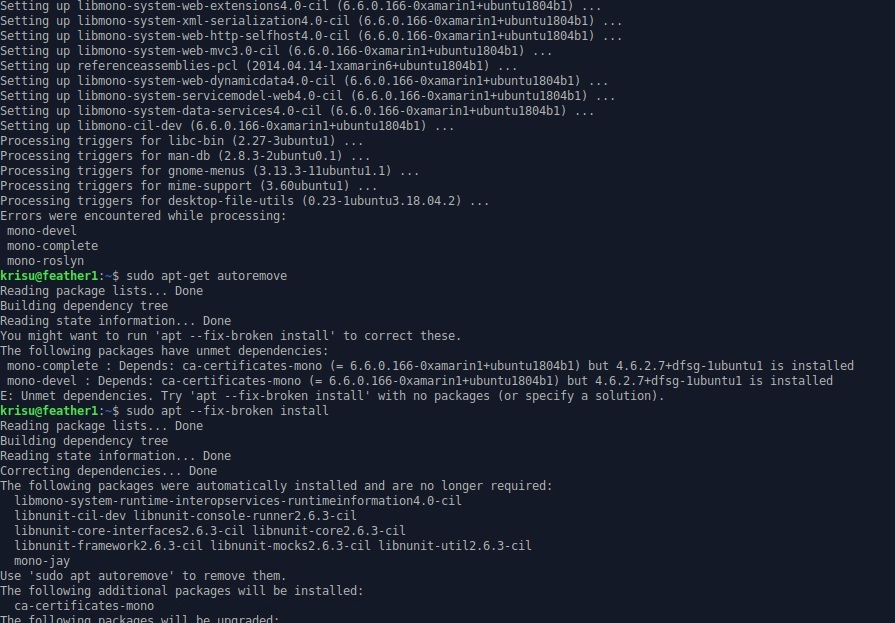 Setting up libmono-system-web-extensions4.0-cil (6.6.0.166-0xamarin1+ubuntu1804b1) ...
Setting up libmono-system-xml-serialization4.0-cil (6.6.0.166-0xamarin1+ubuntu1804b1) ...
Setting up libmono-system-web-http-selfhost4.0-cil (6.6.0.166-0xamarin1+ubuntu1804b1) ...
Setting up libmono-system-web-mvc3.0-cil (6.6.0.166-0xamarin1+ubuntu1804b1) ...
Setting up referenceassemblies-pcl (2014.04.14-1xamarin6+ubuntu1804b1) ...
Setting up libmono-system-web-dynamicdata4.0-cil (6.6.0.166-0xamarin1+ubuntu1804b1) ...
Setting up libmono-system-servicemodel-web4.0-cil (6.6.0.166-0xamarin1+ubuntu1804b1) ...
Setting up libmono-system-data-services4.0-cil (6.6.0.166-0xamarin1+ubuntu1804b1) ...
Setting up libmono-cil-dev (6.6.0.166-0xamarin1+ubuntu1804b1) ...
Processing triggers for libc-bin (2.27-3ubuntu1) ...
Processing triggers for man-db (2.8.3-2ubuntu0.1) ...
Processing triggers for gnome-menus (3.13.3-11ubuntu1.1) ...
Processing triggers for mime-support (3.60ubuntu1) ...
Processing triggers for desktop-file-utils (0.23-1ubuntu3.18.04.2) ...
Errors were encountered while processing:
 mono-devel
 mono-complete
 mono-roslyn
krisu@feather1:~$ sudo apt-get autoremove
Reading package lists... Done
Building dependency tree
Reading state information... Done
You might want to run 'apt --fix-broken install' to correct these.
The following packages have unmet dependencies:
 mono-complete : Depends: ca-certificates-mono (= 6.6.0.166-0xamarin1+ubuntu1804b1) but 4.6.2.7+dfsg-1ubuntu1 is installed
 mono-devel : Depends: ca-certificates-mono (= 6.6.0.166-0xamarin1+ubuntu1804b1) but 4.6.2.7+dfsg-1ubuntu1 is installed
E: Unmet dependencies. Try 'apt --fix-broken install' with no packages (or specify a solution).
krisu@feather1:~$ sudo apt --fix-broken install
Reading package lists... Done
Building dependency tree
Reading state information... Done
Correcting dependencies... Done
The following packages were automatically installed and are no longer required:
  libmono-system-runtime-interopservices-runtimeinformation4.0-cil
  libnunit-cil-dev libnunit-console-runner2.6.3-cil
  libnunit-core-interfaces2.6.3-cil libnunit-core2.6.3-cil
  libnunit-framework2.6.3-cil libnunit-mocks2.6.3-cil libnunit-util2.6.3-cil
  mono-jay
Use 'sudo apt autoremove' to remove them.
The following additional packages will be installed:
  ca-certificates-mono
The following packages will be upgraded: